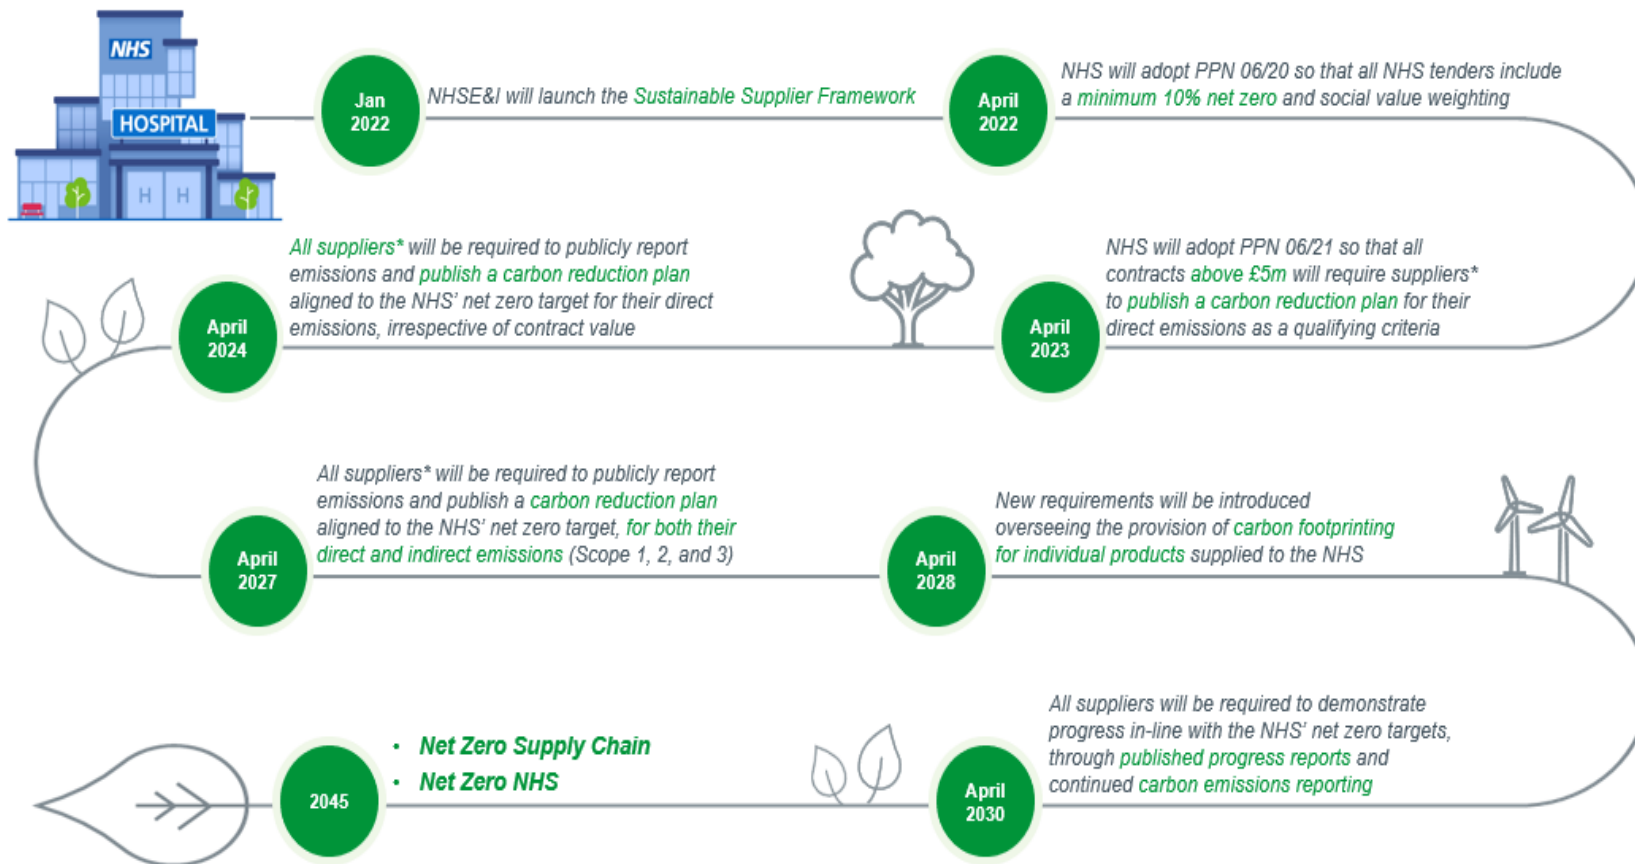 NHS
HOSPITAL
H H
Jan
2022
NHSE&I will launch the Sustainable Supplier Framework
April
2022
NHS will adopt PPN 06/20 so that all NHS tenders include
a minimum 10% net zero and social value weighting
April
2023
NHS will adopt PPN 06/21 so that all
contracts above £5m will require suppliers*
to publish a carbon reduction plan for their
direct emissions as a qualifying criteria
April
2024
All suppliers* will be required to publicly report
emissions and publish a carbon reduction plan
aligned to the NHS' net zero target for their direct
emissions, irrespective of contract value
April
2027
All suppliers* will be required to publicly report
emissions and publish a carbon reduction plan
aligned to the NHS' net zero target, for both their
direct and indirect emissions (Scope 1, 2, and 3)
April
2028
New requirements will be introduced
overseeing the provision of carbon footprinting
for individual products supplied to the NHS
April
2030
All suppliers will be required to demonstrate
progress in-line with the NHS' net zero targets,
through published progress reports and
continued carbon emissions reporting
2045
• Net Zero Supply Chain
• Net Zero NHS